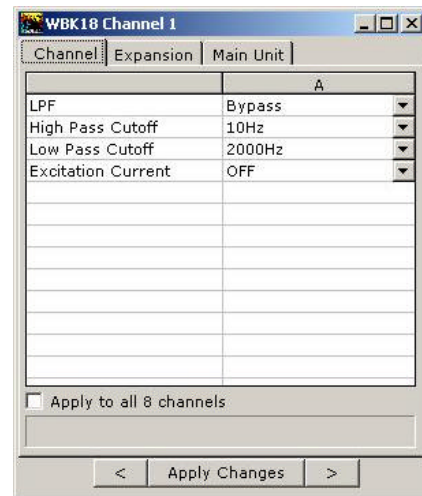 WBK18 Channel 1
Channel Expansion Main Unit
A
LPF Bypass
High Pass Cutoff 10Hz
Low Pass Cutoff 2000Hz
Excitation Current OFF
Apply to all 8 channels
< Apply Changes >